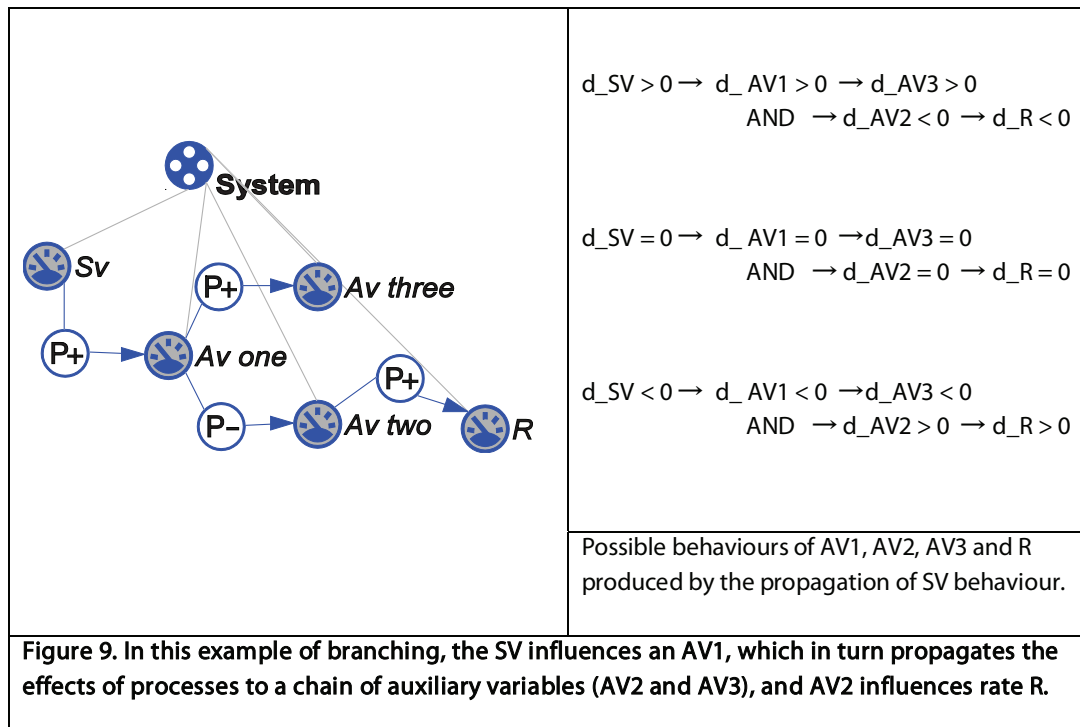 System
Sv
P+
Av three
P+
Av one
P+
P−
Av two
R
d_SV > 0 → d_ AV1 > 0 → d_AV3 > 0
AND → d_AV2 < 0 → d_R < 0
d_SV = 0 → d_ AV1 = 0 →d_AV3 = 0
AND → d_AV2 = 0 → d_R = 0
d_SV < 0 → d_ AV1 < 0 →d_AV3 < 0
AND → d_AV2 > 0 → d_R > 0
Possible behaviours of AV1, AV2, AV3 and R
produced by the propagation of SV behaviour.
Figure 9. In this example of branching, the SV influences an AV1, which in turn propagates the
effects of processes to a chain of auxiliary variables (AV2 and AV3), and AV2 influences rate R.